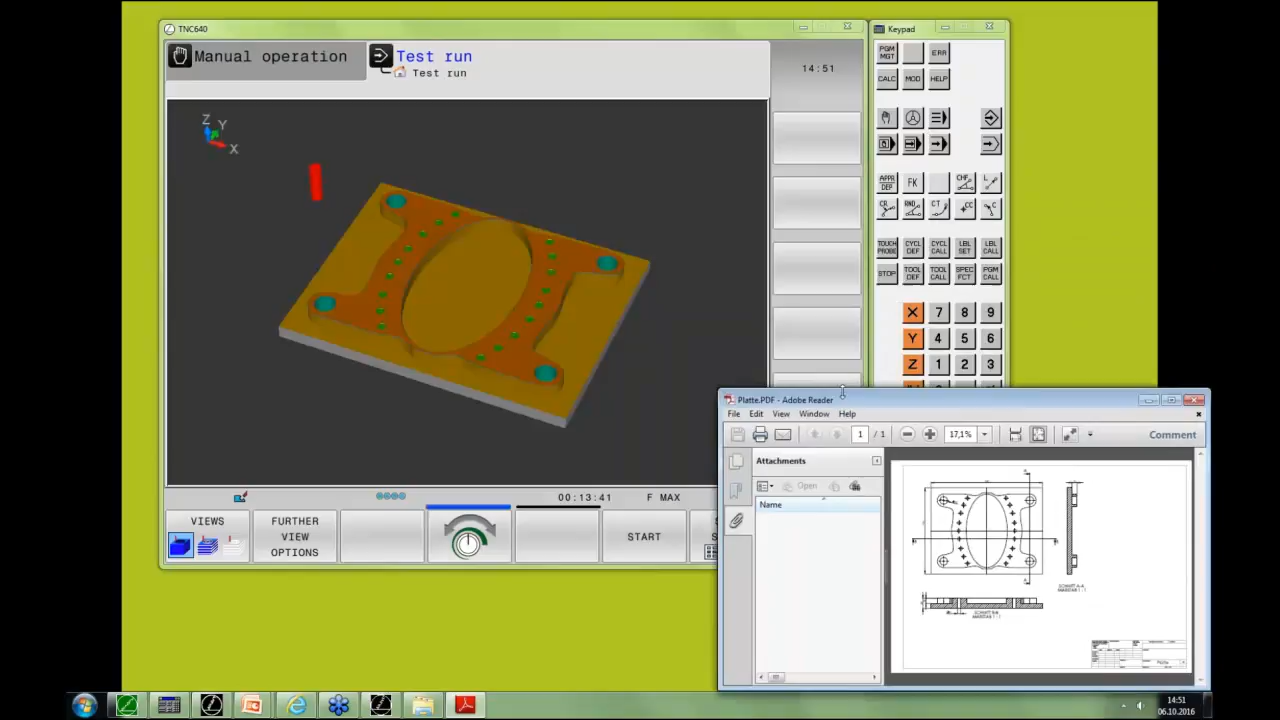 TNC640
Manual operation
Test run
Test run
14:51
Z
Y
X
00:13:41 F MAX
VIEWS
FURTHER
VIEW
OPTIONS
START
Keypad
PGM
MGT
ERR
CALC
MOD
HELP
APPR
DEP
FK
CHF
L
CR
RND
CT
CC
C
TOUCH
PROBE
CYCL
DEF
CYCL
CALL
LBL
SET
LBL
CALL
STOP
TOOL
DEF
TOOL
CALL
SPEC
FCT
PGM
CALL
X 7 8 9
Y 4 5 6
Z 1 2 3
Platte.PDF - Adobe Reader
File Edit View Window Help
1 / 1 17,1% Comment
Attachments
Open
Name
SCHNITT A-A
SCHNITT B-B
Platte
14:51
06.10.2016